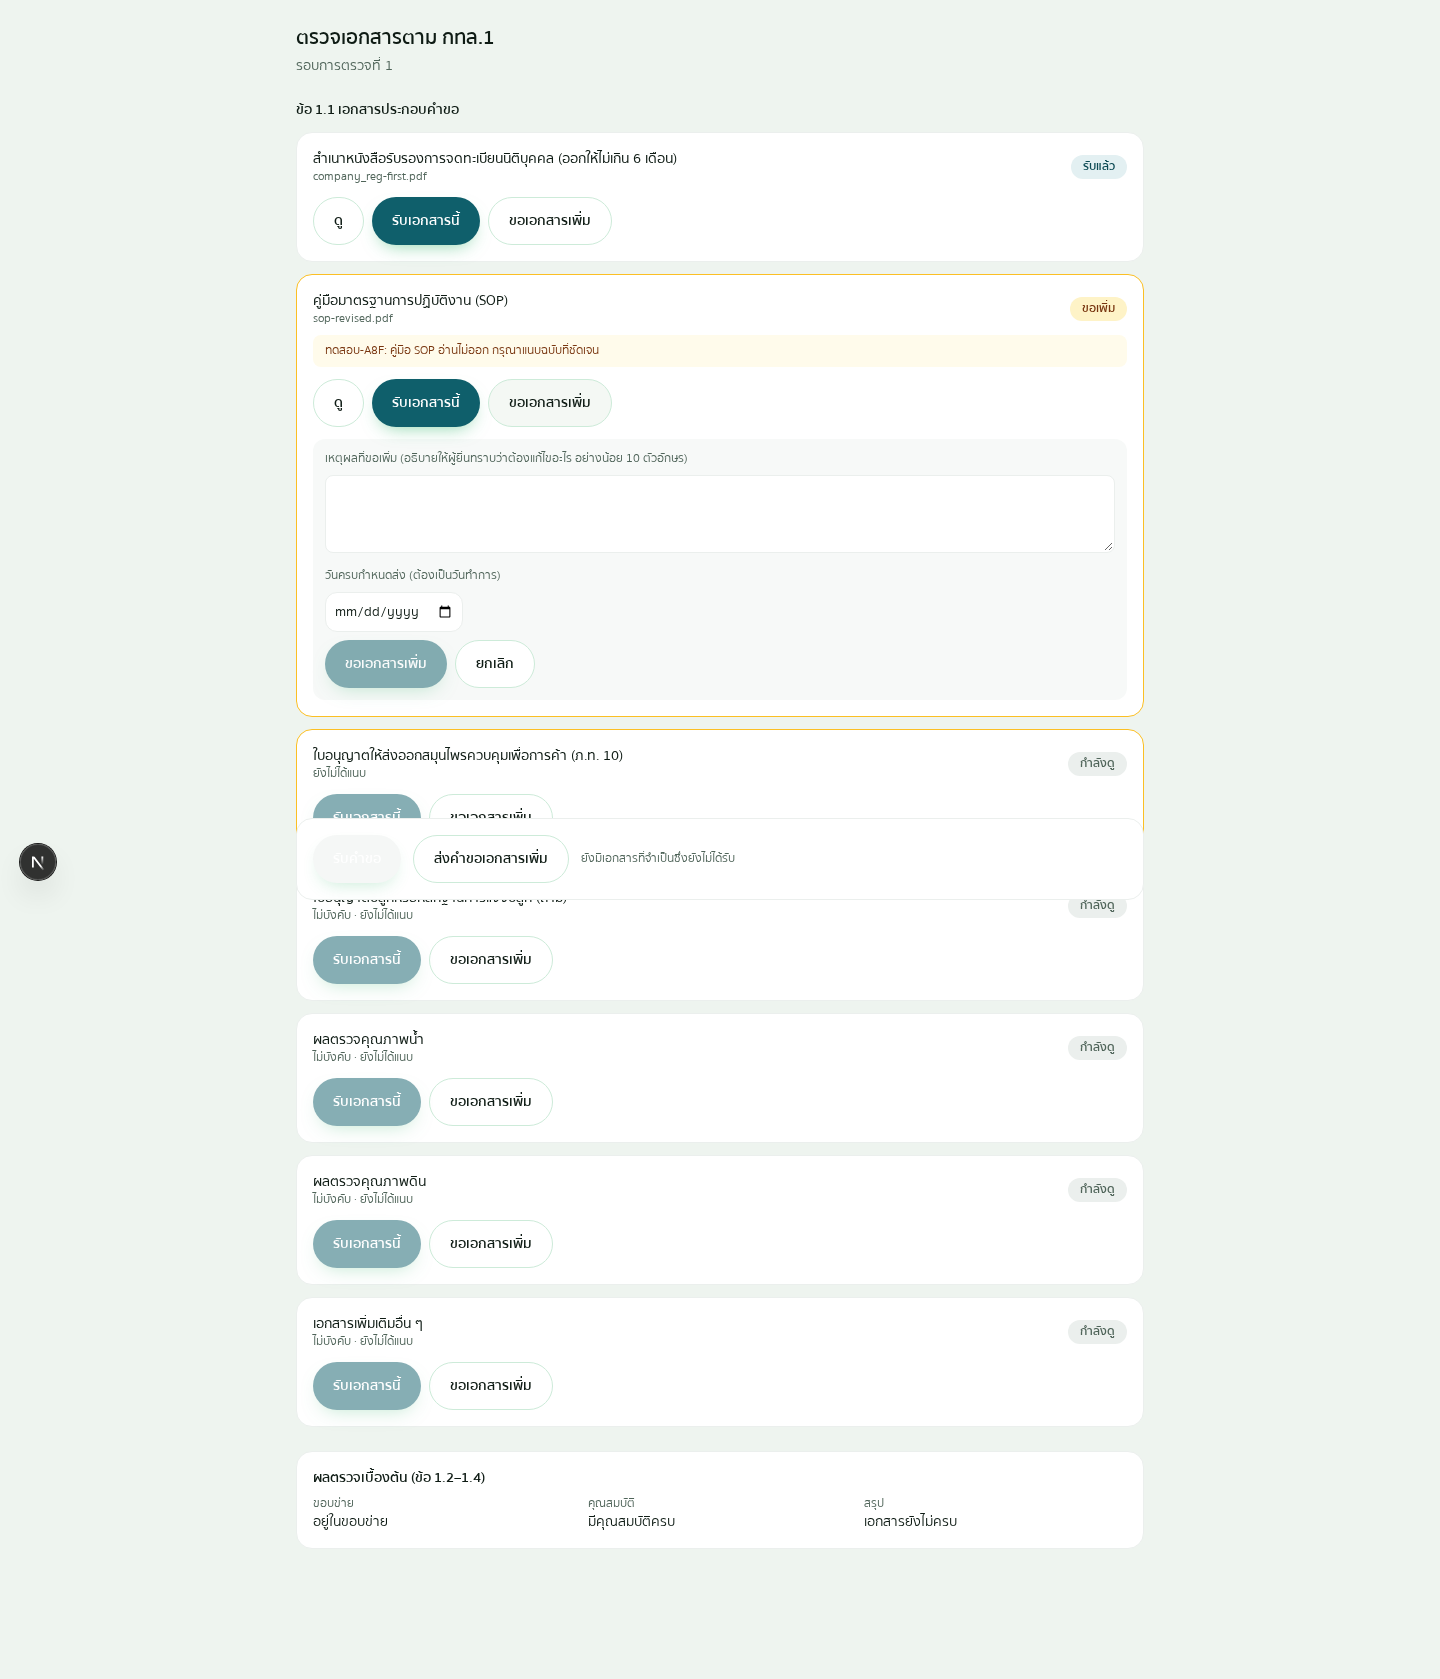 ตรวจเอกสารตาม กทล.1
รอบการตรวจที่ 1
ข้อ 1.1 เอกสารประกอบคำขอ
สำเนาหนังสือรับรองการจดทะเบียนนิติบุคคล (ออกให้ไม่เกิน 6 เดือน)
รับแล้ว
company_reg-first.pdf
ดู
รับเอกสารนี้
ขอเอกสารเพิ่ม
คู่มือมาตรฐานการปฏิบัติงาน (SOP)
ขอเพิ่ม
sop-revised.pdf
ทดสอบ-A8F: คู่มือ SOP อ่านไม่ออก กรุณาแนบฉบับที่ชัดเจน
ดู
รับเอกสารนี้
ขอเอกสารเพิ่ม
เหตุผลที่ขอเพิ่ม (อธิบายให้ผู้ยื่นทราบว่าต้องแก้ไขอะไร อย่างน้อย 10 ตัวอักษร)
วันครบกำหนดส่ง (ต้องเป็นวันทำการ)
mm/dd/yyyy
ขอเอกสารเพิ่ม
ยกเลิก
ใบอนุญาตให้ส่งออกสมุนไพรควบคุมเพื่อการค้า (ภ.ท. 10)
กำลังดู
ยังไม่ได้แนบ
รับเอกสารนี้
ขอเอกสารเพิ่ม
รับคำขอ
ส่งคำขอเอกสารเพิ่ม
ยังมีเอกสารที่จำเป็นซึ่งยังไม่ได้รับ
กำลังดู
ไม่บังคับ · ยังไม่ได้แนบ
รับเอกสารนี้
ขอเอกสารเพิ่ม
ผลตรวจคุณภาพน้ำ
กำลังดู
ไม่บังคับ · ยังไม่ได้แนบ
รับเอกสารนี้
ขอเอกสารเพิ่ม
ผลตรวจคุณภาพดิน
กำลังดู
ไม่บังคับ · ยังไม่ได้แนบ
รับเอกสารนี้
ขอเอกสารเพิ่ม
เอกสารเพิ่มเติมอื่น ๆ
กำลังดู
ไม่บังคับ · ยังไม่ได้แนบ
รับเอกสารนี้
ขอเอกสารเพิ่ม
ผลตรวจเบื้องต้น (ข้อ 1.2–1.4)
ขอบข่าย
คุณสมบัติ
สรุป
อยู่ในขอบข่าย
มีคุณสมบัติครบ
เอกสารยังไม่ครบ